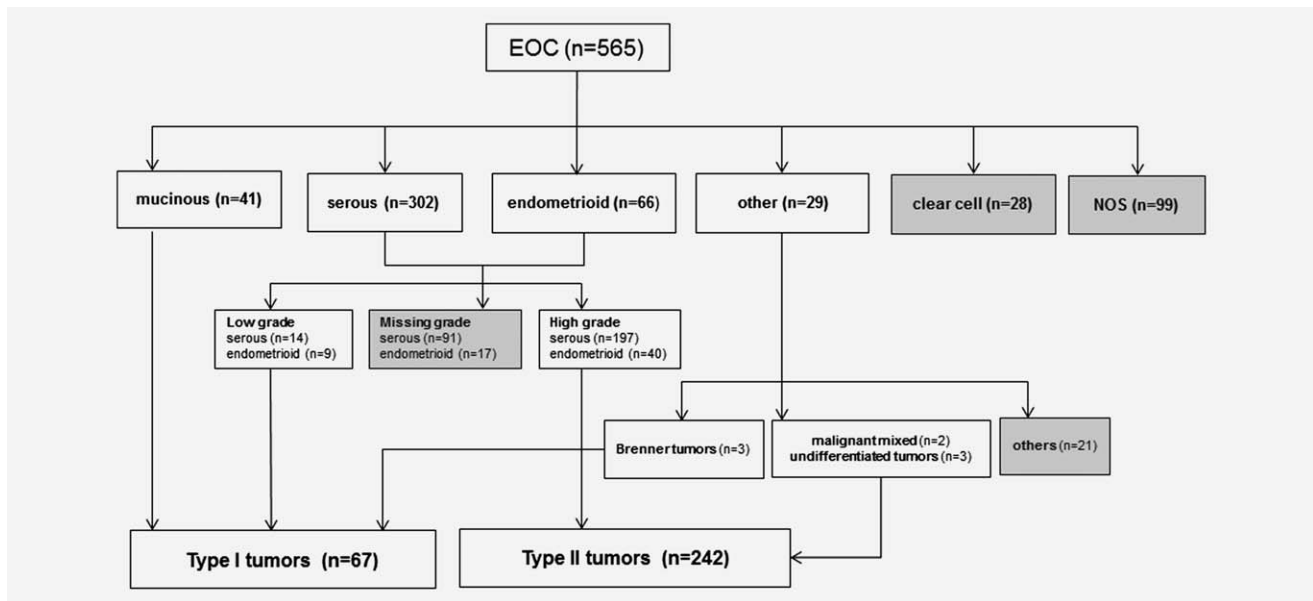 EOC (n=565)
mucinous (n=41)
serous (n=302)
endometrioid (n=66)
other (n=29)
clear cell (n=28)
NOS (n=99)
Low grade
serous (n=14)
endometrioid (n=9)
Missing grade
serous (n=91)
endometrioid (n=17)
High grade
serous (n=197)
endometrioid (n=40)
Brenner tumors (n=3)
malignant mixed (n=2)
undifferentiated tumors (n=3)
others (n=21)
Type I tumors (n=67)
Type II tumors (n=242)